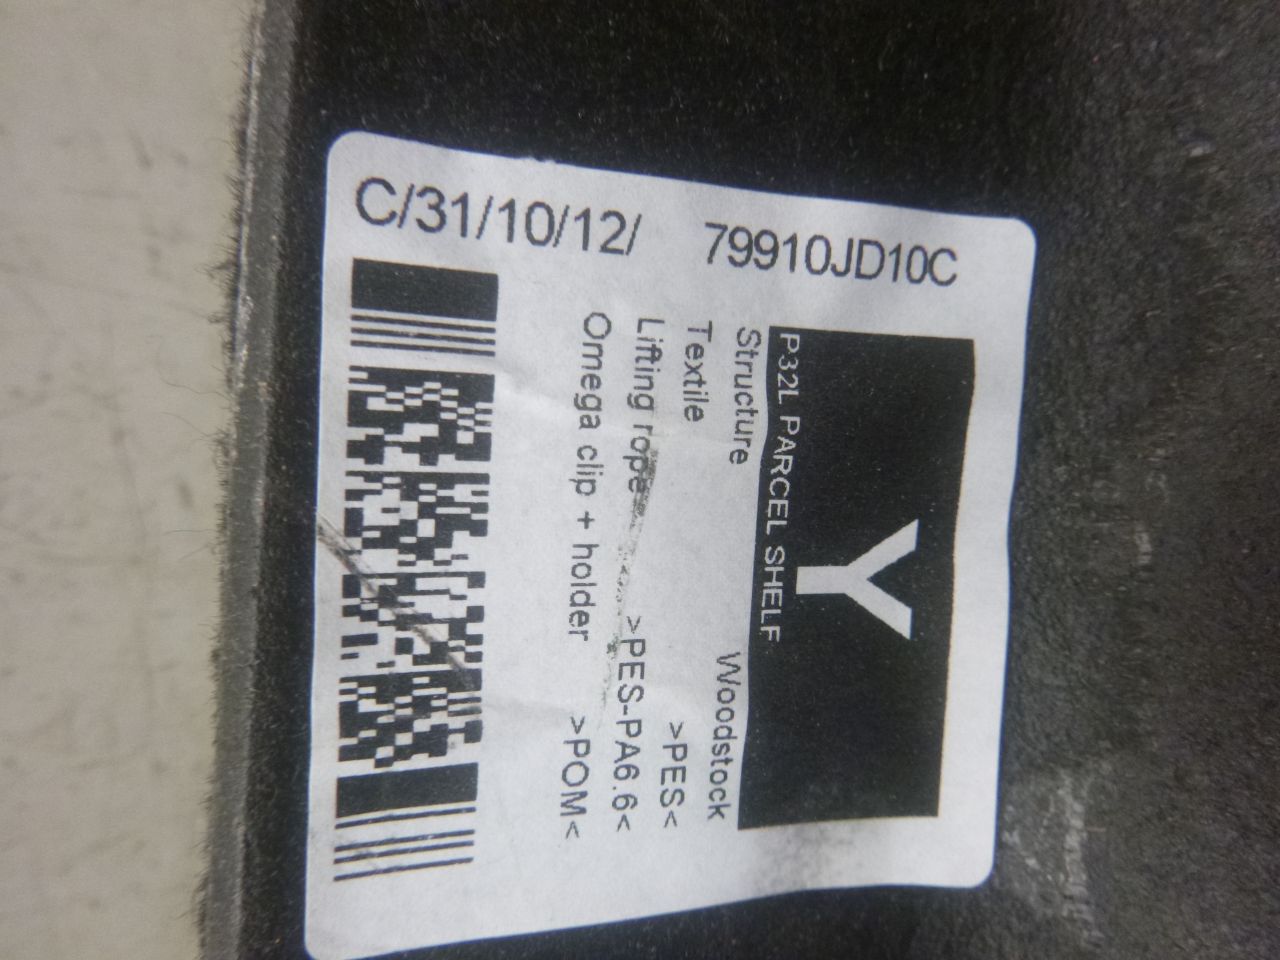 C/31/10/12/ 79910JD10C
Y
P32L PARCEL SHELF
Structure Woodstock
Textile >PES<
Lifting rope >PES-PA6.6<
Omega clip + holder >POM<